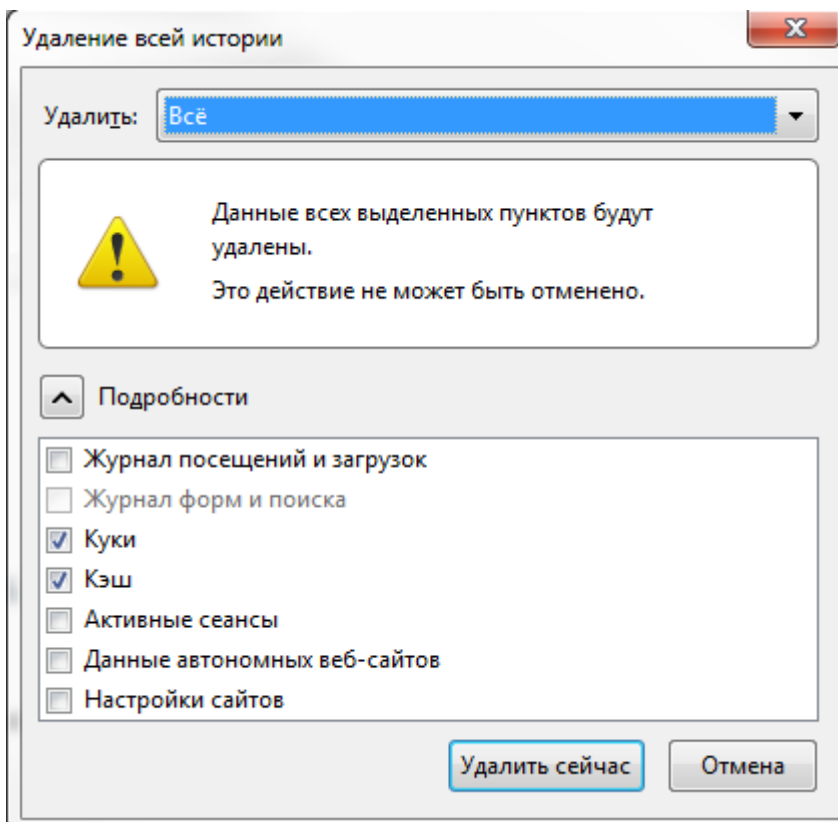 Удаление всей истории
Удалить: Всё
Данные всех выделенных пунктов будут
удалены.
Это действие не может быть отменено.
Подробности
Журнал посещений и загрузок
Журнал форм и поиска
Куки
Кэш
Активные сеансы
Данные автономных веб-сайтов
Настройки сайтов
Удалить сейчас Отмена